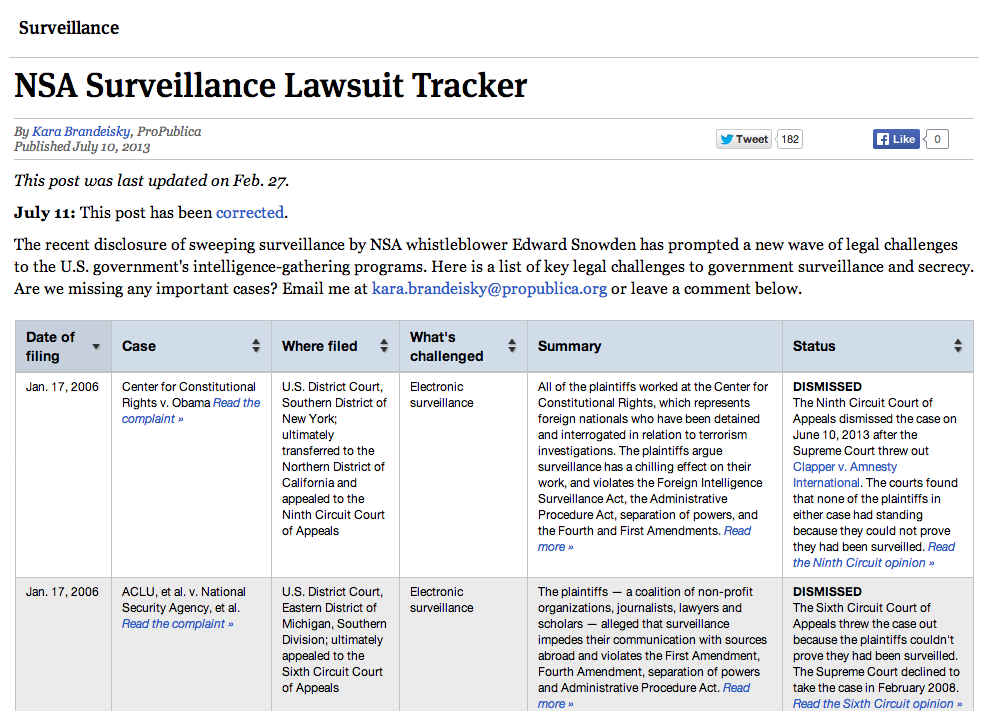 Surveillance
NSA Surveillance Lawsuit Tracker
By Kara Brandeisky, ProPublica
Published July 10, 2013
Tweet 182
Like 0
This post was last updated on Feb. 27.
July 11: This post has been corrected.
The recent disclosure of sweeping surveillance by NSA whistleblower Edward Snowden has prompted a new wave of legal challenges
to the U.S. government's intelligence-gathering programs. Here is a list of key legal challenges to government surveillance and secrecy.
Are we missing any important cases? Email me at kara.brandeisky@propublica.org or leave a comment below.
Date of
filing
Case
Where filed
What's
challenged
Summary
Status
Jan. 17, 2006
Center for Constitutional
Rights v. Obama Read the
complaint »
U.S. District Court,
Southern District of
New York;
ultimately
transferred to the
Northern District of
California and
appealed to the
Ninth Circuit Court
of Appeals
Electronic
surveillance
All of the plaintiffs worked at the Center for
Constitutional Rights, which represents
foreign nationals who have been detained
and interrogated in relation to terrorism
investigations. The plaintiffs argue
surveillance has a chilling effect on their
work, and violates the Foreign Intelligence
Surveillance Act, the Administrative
Procedure Act, separation of powers, and
the Fourth and First Amendments. Read
more »
DISMISSED
The Ninth Circuit Court of
Appeals dismissed the case on
June 10, 2013 after the
Supreme Court threw out
Clapper v. Amnesty
International. The courts found
that none of the plaintiffs in
either case had standing
because they could not prove
they had been surveilled. Read
the Ninth Circuit opinion »
Jan. 17, 2006
ACLU, et al. v. National
Security Agency, et al.
Read the complaint »
U.S. District Court,
Eastern District of
Michigan, Southern
Division; ultimately
appealed to the
Sixth Circuit Court
of Appeals
Electronic
surveillance
The plaintiffs — a coalition of non-profit
organizations, journalists, lawyers and
scholars — alleged that surveillance
impedes their communication with sources
abroad and violates the First Amendment,
Fourth Amendment, separation of powers
and Administrative Procedure Act. Read
more »
DISMISSED
The Sixth Circuit Court of
Appeals threw the case out
because the plaintiffs couldn't
prove they had been surveilled.
The Supreme Court declined to
take the case in February 2008.
Read the Sixth Circuit opinion »